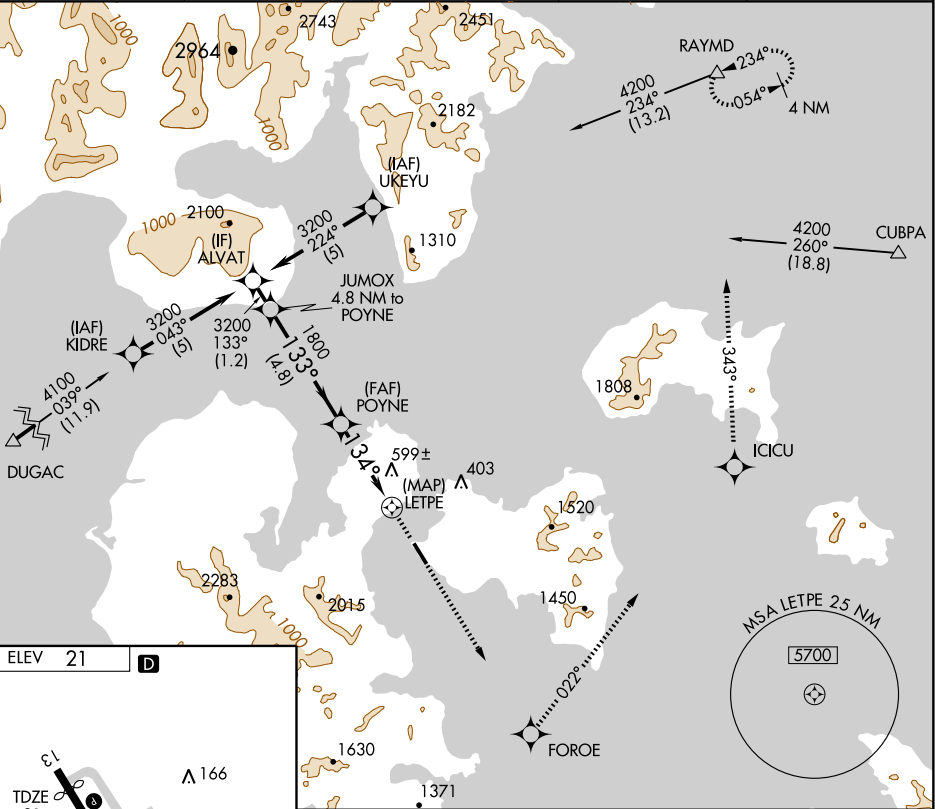 1000
2743
2451
2964
RAYMD
4200
234°
(13.2)
234°
054°
4 NM
2182
1000
(IAF)
UKEYU
1000
2100
(IF)
ALVAT
3200
224°
(5)
1310
4200
260°
(18.8)
CUBPA
JUMOX
4.8 NM to
POYNE
(IAF)
KIDRE
3200
043°
(5)
3200
133°
(1.2)
1800
133°
(4.8)
343°
4100
039°
(11.9)
1808
DUGAC
(FAF)
POYNE
134°
599±
403
(MAP)
LETPE
ICICU
1520
2283
2015
1000
1450
MSA LETPE 25 NM
5700
022°
FOROE
ELEV 21
D
13
TDZE
166
P
1630
1371